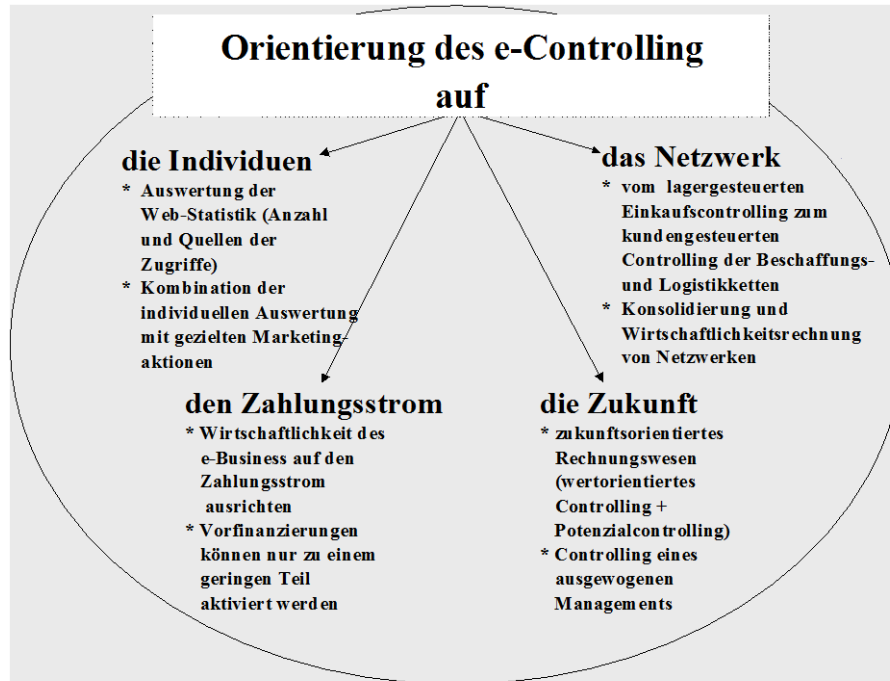 Orientierung des e-Controlling
auf
die Individuen
* Auswertung der
Web-Statistik (Anzahl
und Quellen der
Zugriffe)
* Kombination der
individuellen Auswertung
mit gezielten Marketing-
aktionen
das Netzwerk
* vom lagergesteuerten
Einkaufscontrolling zum
kundengesteuerten
Controlling der Beschaffungs-
und Logistikketten
* Konsolidierung und
Wirtschaftlichkeitsrechnung
von Netzwerken
den Zahlungsstrom
* Wirtschaftlichkeit des
e-Business auf den
Zahlungsstrom
ausrichten
* Vorfinanzierungen
können nur zu einem
geringen Teil
aktiviert werden
die Zukunft
* zukunftsorientiertes
Rechnungswesen
(wertorientiertes
Controlling +
Potenzialcontrolling)
* Controlling eines
ausgewogenen
Managements